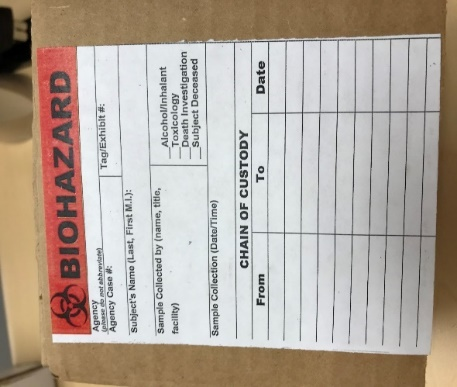 BIOHAZARD
Agency
(please do not abbreviate)
Agency Case #:
Tag/Exhibit #:
Subject's Name (Last, First M.I.):
Sample Collected by (name, title,
facility)
__Alcohol/Inhalant
__Toxicology
__Death Investigation
__Subject Deceased
Sample Collection (Date/Time)
CHAIN OF CUSTODY
From To Date